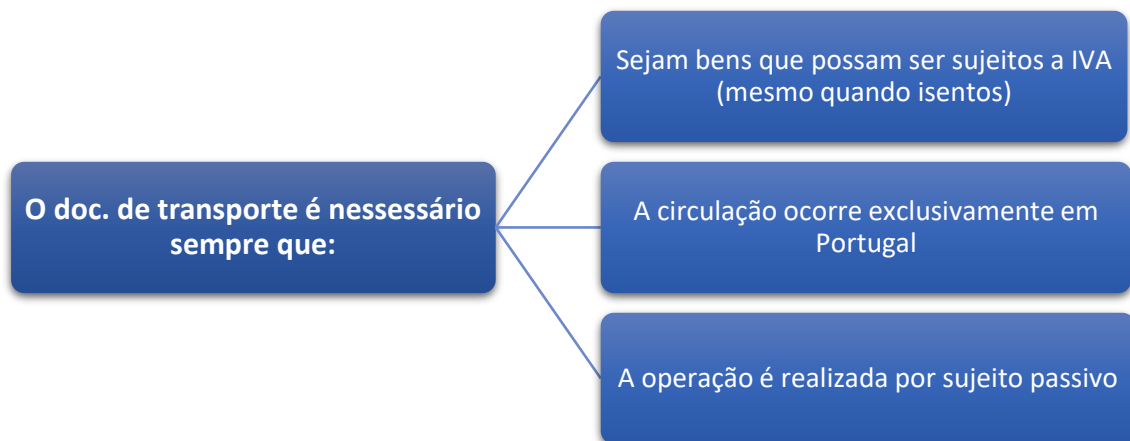 O doc. de transporte é nessessário
sempre que:
Sejam bens que possam ser sujeitos a IVA
(mesmo quando isentos)
A circulação ocorre exclusivamente em
Portugal
A operação é realizada por sujeito passivo